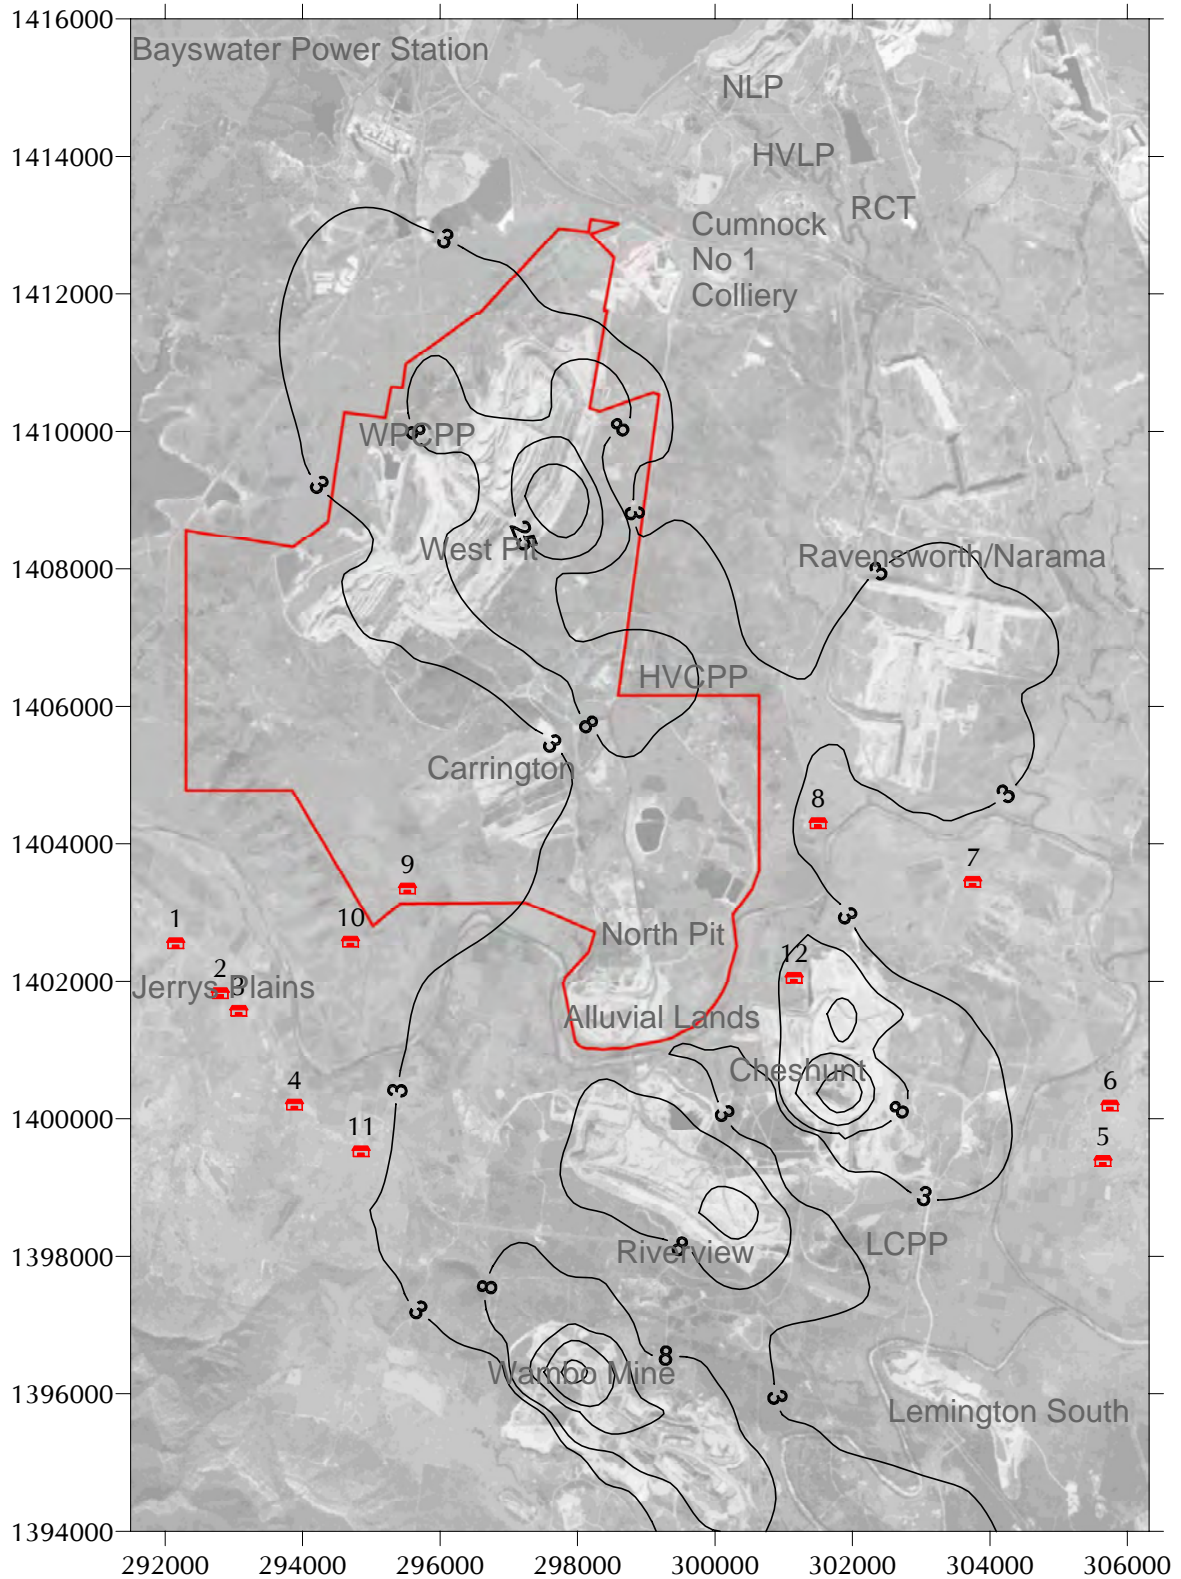 1416000
Bayswater Power Station
NLP
1414000
HVLP
RCT
Cumnock
No 1
Colliery
3
1412000
1410000
WPCPP
8
8
3
3
25
West Pit
1408000
Ravensworth/Narama
3
HVCPP
1406000
8
3
Carrington
3
8
1404000
7
9
10
3
1
North Pit
12
1402000
2
3
Jerrys Plains
Alluvial Lands
Cheshunt
3
4
1400000
3
8
6
11
5
3
8
Riverview
LCPP
1398000
8
3
8
Wambo Mine
1396000
3
Lemington South
1394000
292000 294000 296000 298000 300000 302000 304000 306000